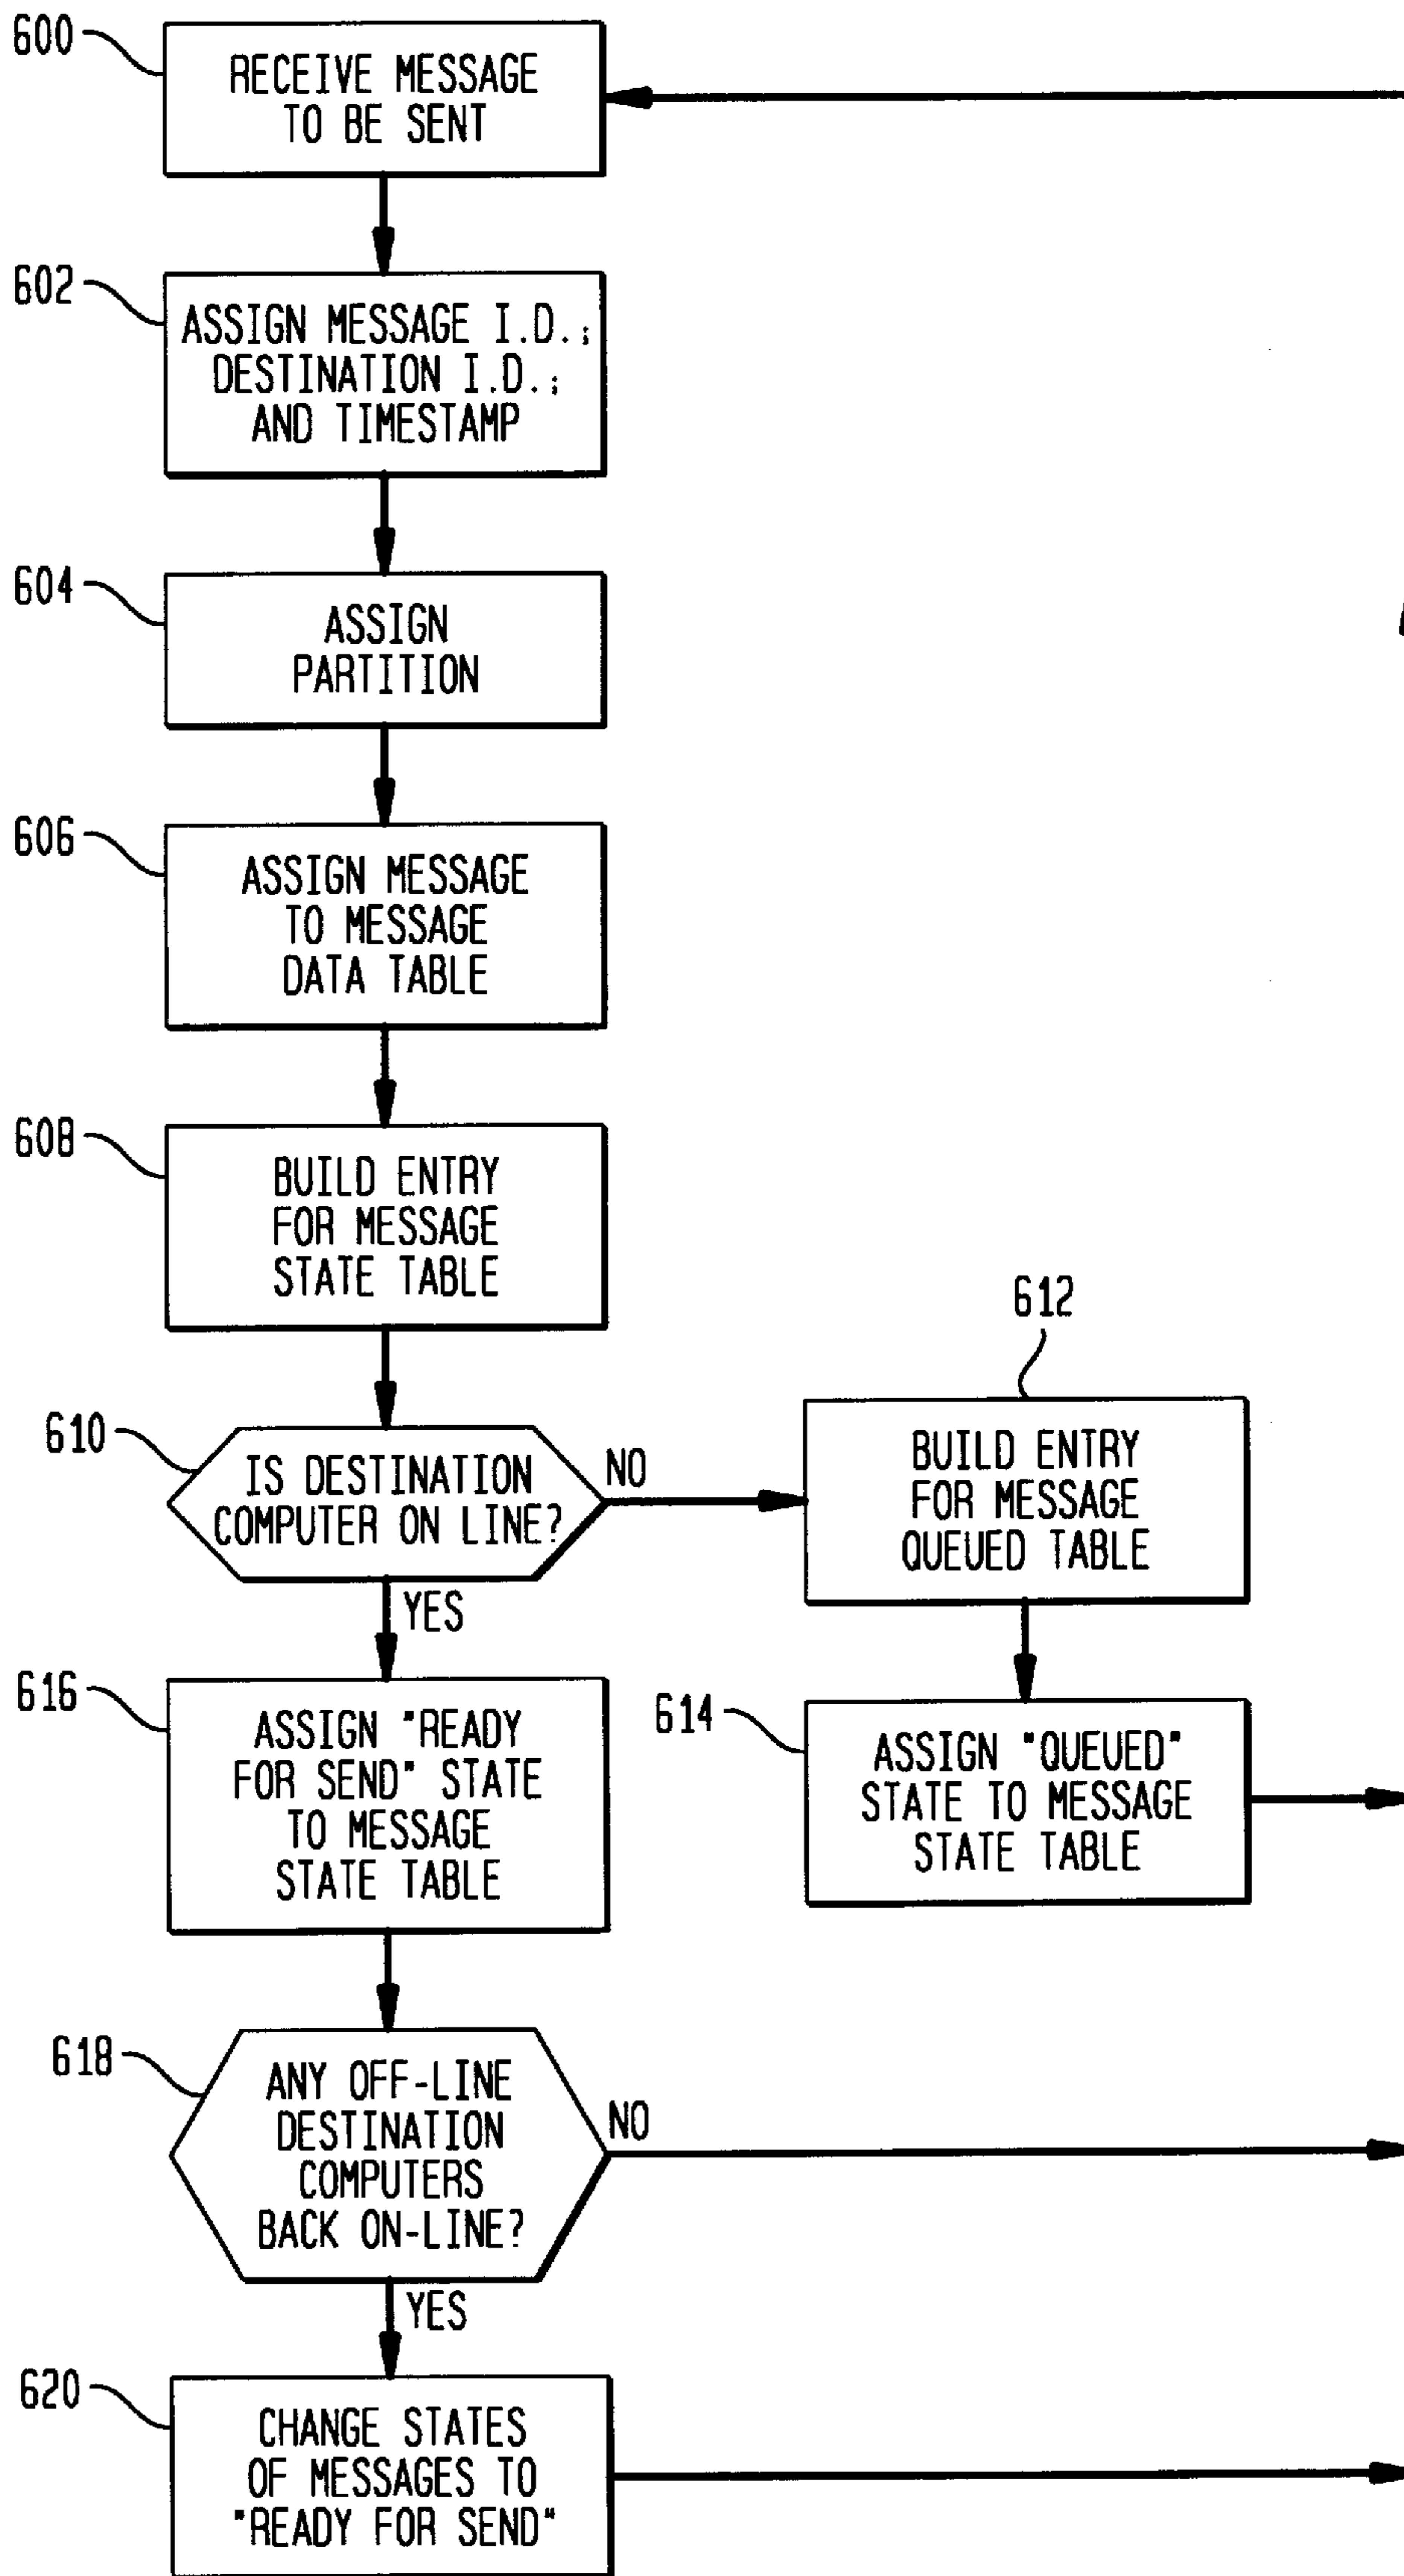 600
RECEIVE MESSAGE
TO BE SENT
602
ASSIGN MESSAGE I.D.;
DESTINATION I.D.;
AND TIMESTAMP
604
ASSIGN
PARTITION
606
ASSIGN MESSAGE
TO MESSAGE
DATA TABLE
608
BUILD ENTRY
FOR MESSAGE
STATE TABLE
610
IS DESTINATION
COMPUTER ON LINE?
NO
YES
612
BUILD ENTRY
FOR MESSAGE
QUEUED TABLE
614
ASSIGN "QUEUED"
STATE TO MESSAGE
STATE TABLE
616
ASSIGN "READY
FOR SEND" STATE
TO MESSAGE
STATE TABLE
618
ANY OFF-LINE
DESTINATION
COMPUTERS
BACK ON-LINE?
NO
YES
620
CHANGE STATES
OF MESSAGES TO
"READY FOR SEND"